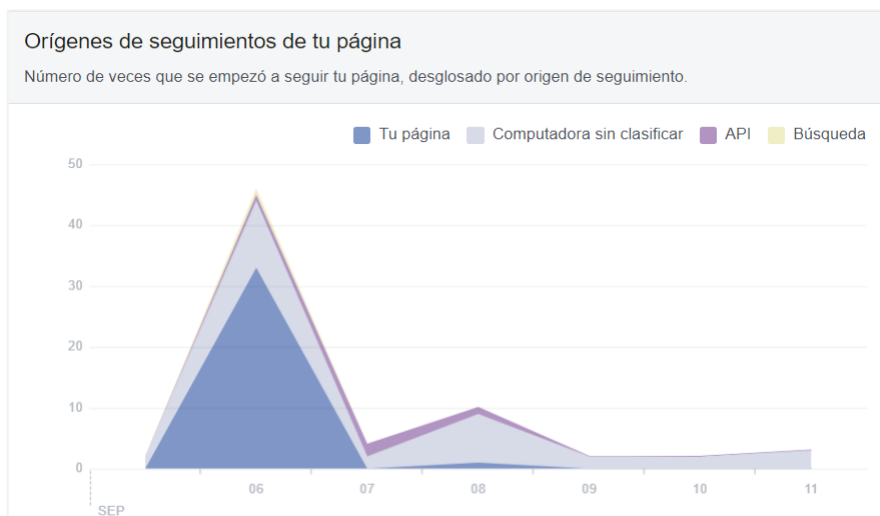 Orígenes de seguimientos de tu página
Número de veces que se empezó a seguir tu página, desglosado por origen de seguimiento.
Tu página Computadora sin clasificar API Búsqueda
50
40
30
20
10
0
06 07 08 09 10 11
SEP